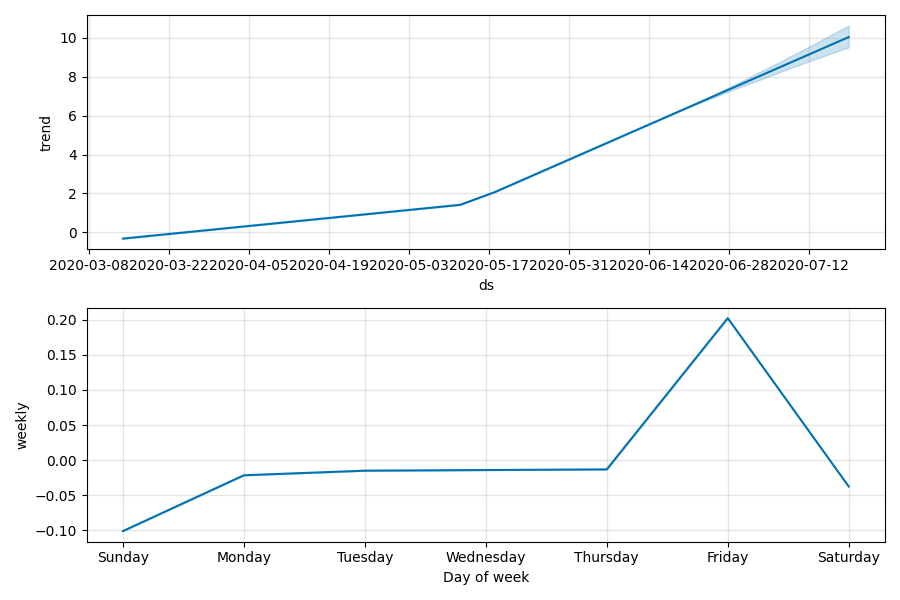 10
8
6
4
2
0
trend
2020-03-08 2020-03-22 2020-04-05 2020-04-19 2020-05-03 2020-05-17 2020-05-31 2020-06-14 2020-06-28 2020-07-12
ds
0.20
0.15
0.10
0.05
0.00
−0.05
−0.10
weekly
Sunday Monday Tuesday Wednesday Thursday Friday Saturday
Day of week